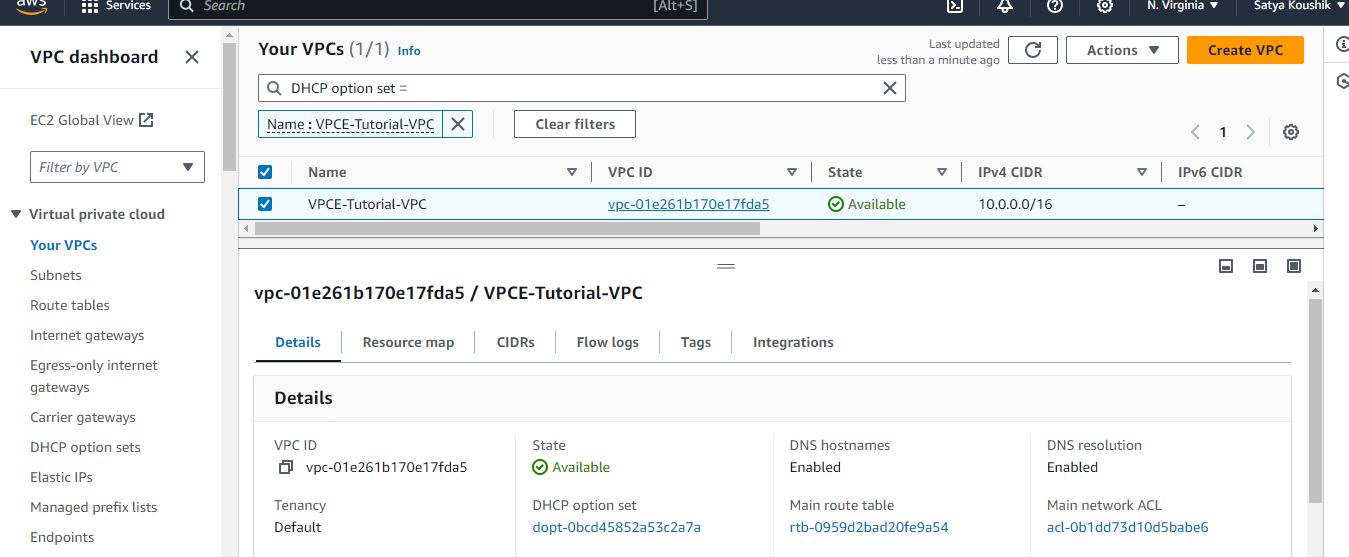 aws
Services
Search
[Alt+S]
N. Virginia
Satya Koushik
VPC dashboard
EC2 Global View
Filter by VPC
Virtual private cloud
Your VPCs
Subnets
Route tables
Internet gateways
Egress-only internet
gateways
Carrier gateways
DHCP option sets
Elastic IPs
Managed prefix lists
Endpoints
Your VPCs (1/1) Info
Last updated
less than a minute ago
Actions
Create VPC
DHCP option set =
Name : VPCE-Tutorial-VPC
Clear filters
1
Name VPC ID State IPv4 CIDR IPv6 CIDR
VPCE-Tutorial-VPC vpc-01e261b170e17fda5 Available 10.0.0.0/16 –
vpc-01e261b170e17fda5 / VPCE-Tutorial-VPC
Details Resource map CIDRs Flow logs Tags Integrations
Details
VPC ID
vpc-01e261b170e17fda5
State
Available
DNS hostnames
Enabled
DNS resolution
Enabled
Tenancy
Default
DHCP option set
dopt-0bcd45852a53c2a7a
Main route table
rtb-0959d2bad20fe9a54
Main network ACL
acl-0b1dd73d10d5babe6